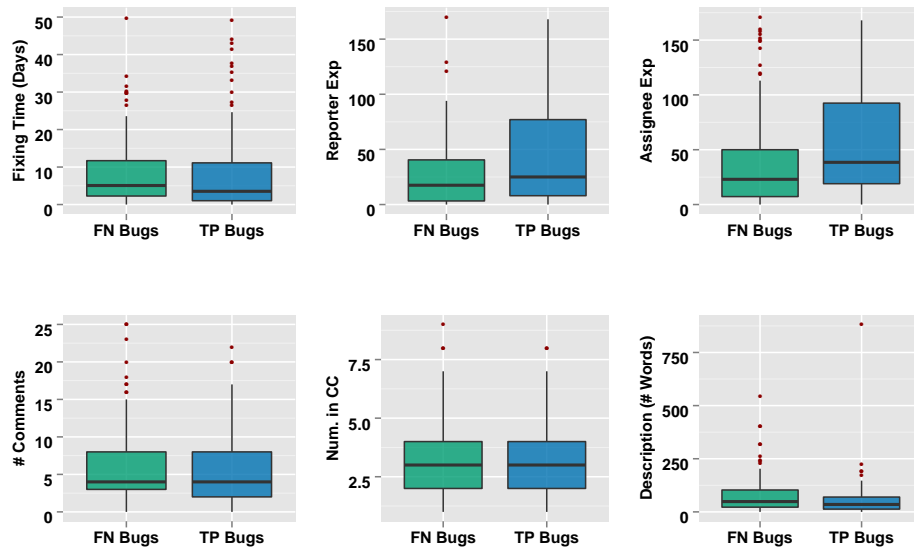 Fixing Time (Days)
50
40
30
20
10
0
FN Bugs
TP Bugs
Reporter Exp
150
100
50
0
FN Bugs
TP Bugs
Assignee Exp
150
100
50
0
FN Bugs
TP Bugs
# Comments
25
20
15
10
5
0
FN Bugs
TP Bugs
Num. in CC
7.5
5.0
2.5
FN Bugs
TP Bugs
Description (# Words)
750
500
250
0
FN Bugs
TP Bugs